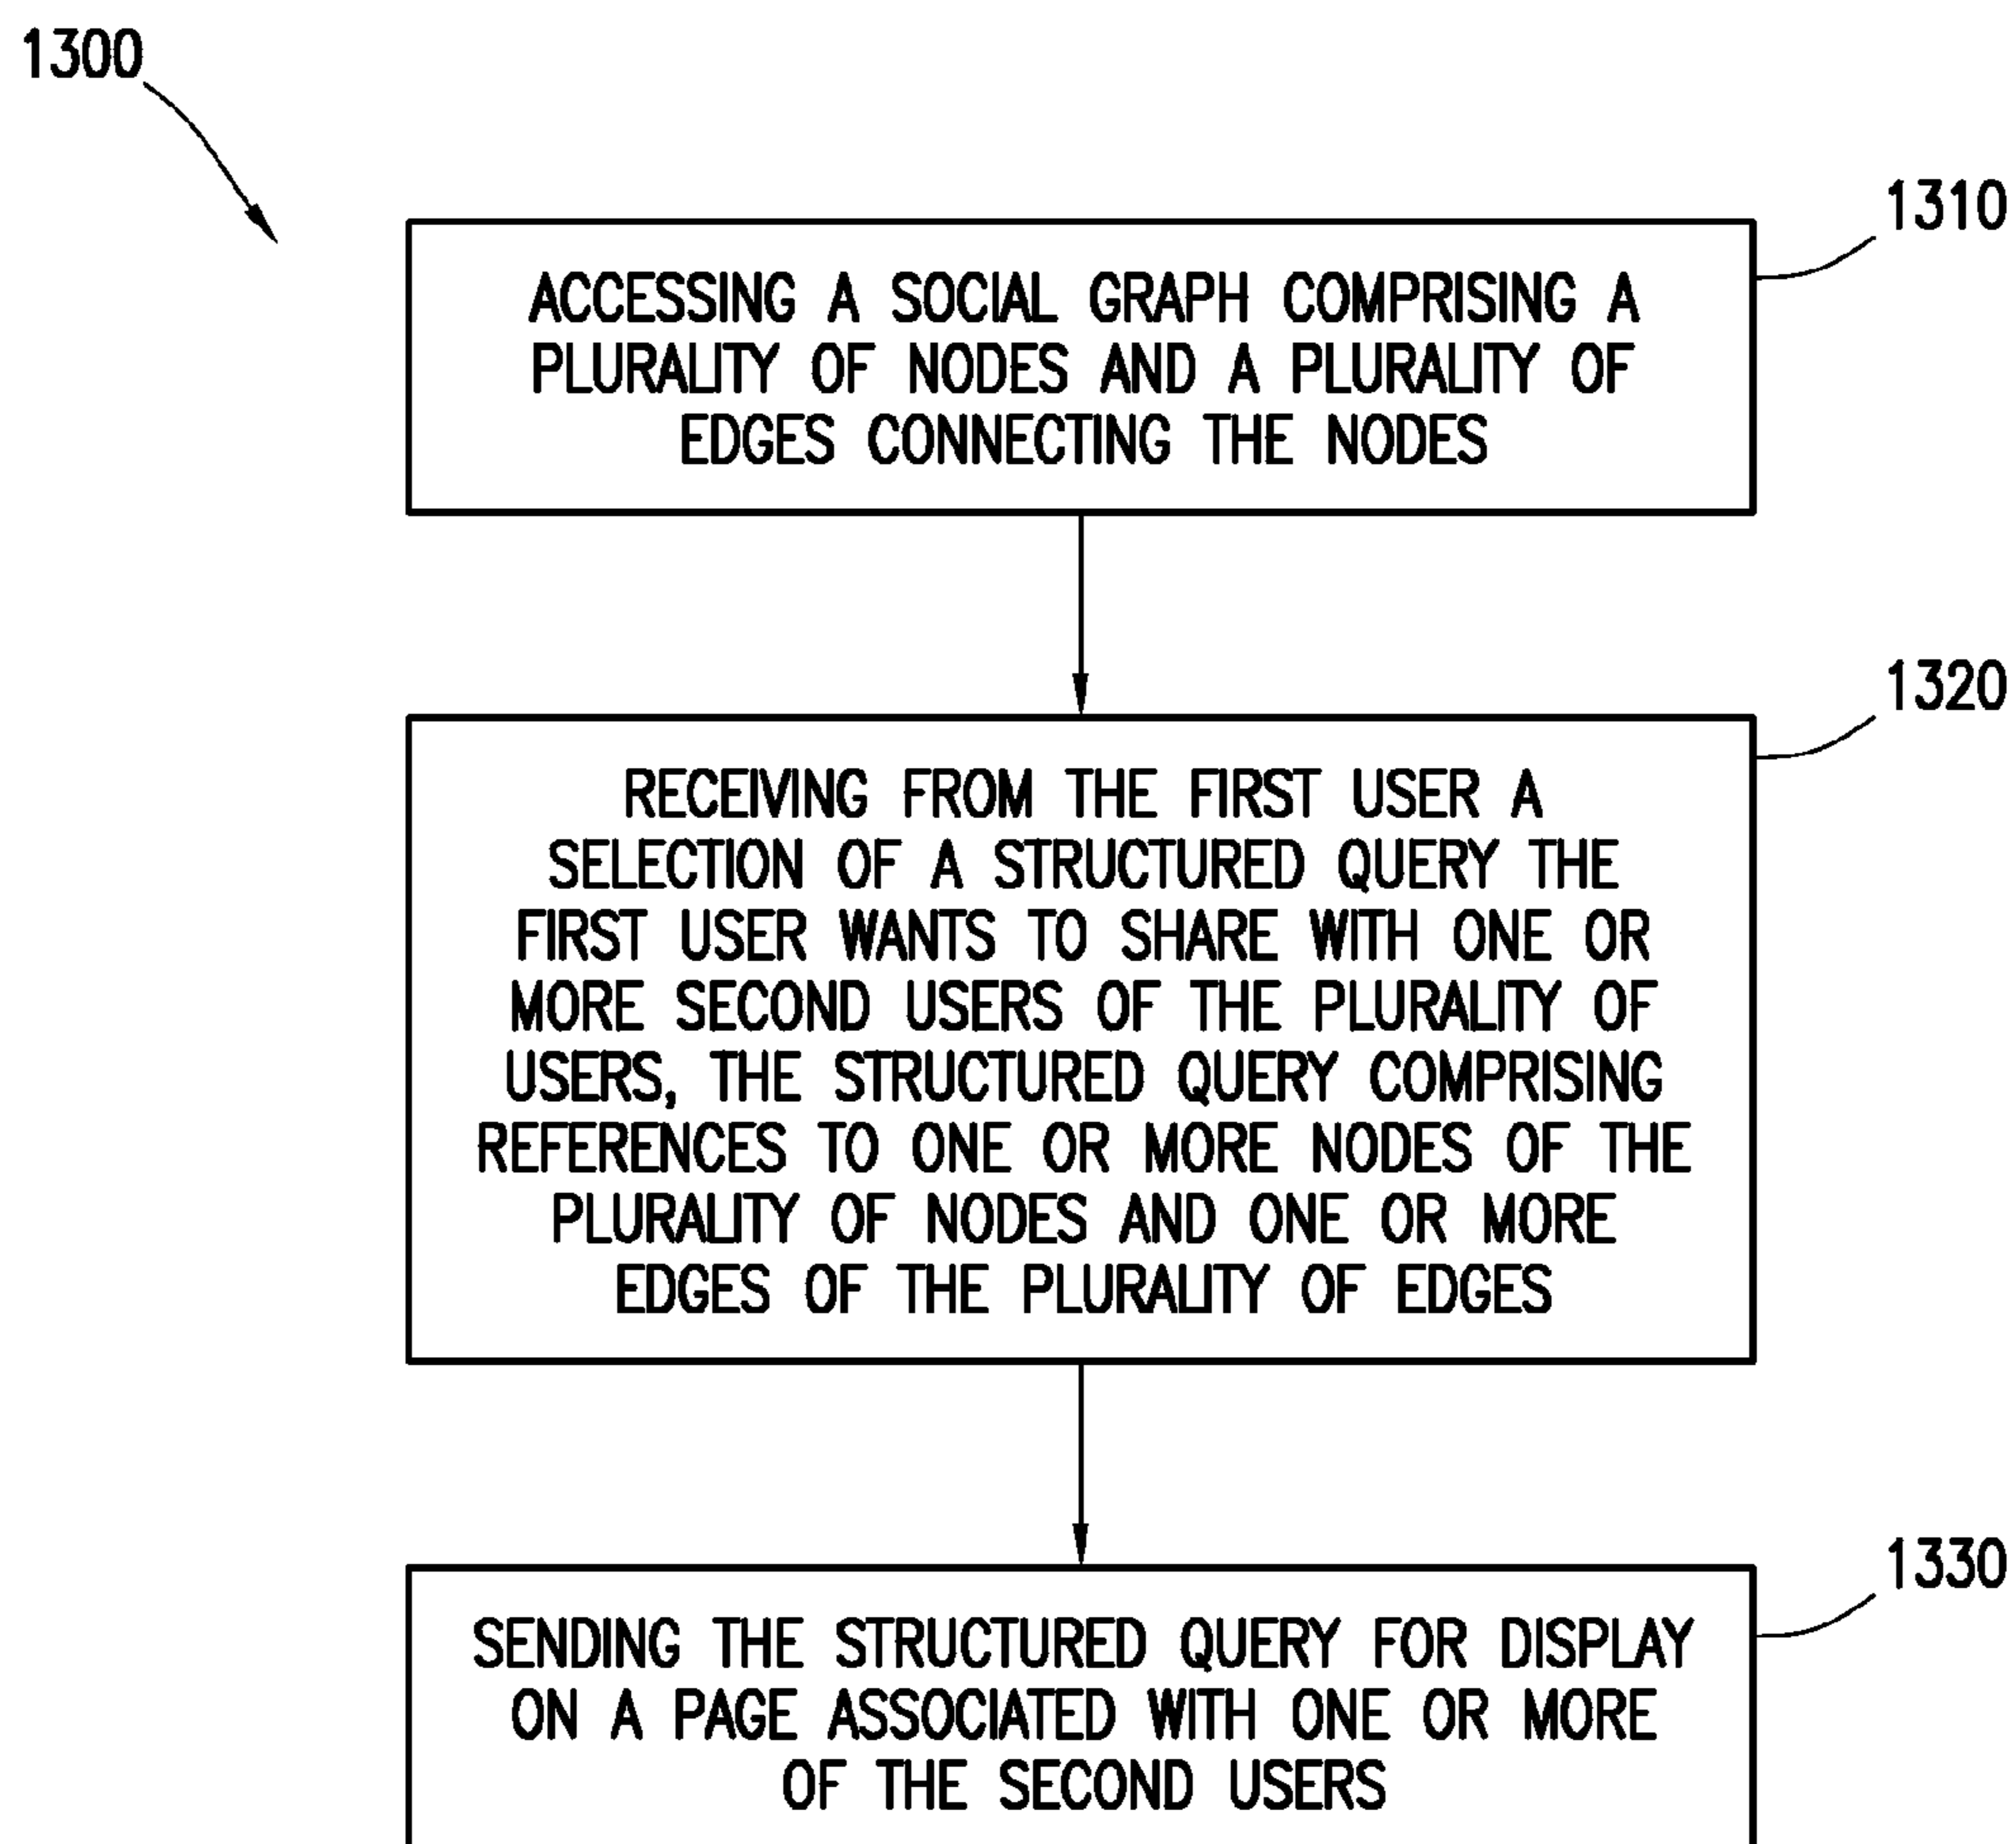 1300
1310
ACCESSING A SOCIAL GRAPH COMPRISING A
PLURALITY OF NODES AND A PLURALITY OF
EDGES CONNECTING THE NODES
1320
RECEIVING FROM THE FIRST USER A
SELECTION OF A STRUCTURED QUERY THE
FIRST USER WANTS TO SHARE WITH ONE OR
MORE SECOND USERS OF THE PLURALITY OF
USERS, THE STRUCTURED QUERY COMPRISING
REFERENCES TO ONE OR MORE NODES OF THE
PLURALITY OF NODES AND ONE OR MORE
EDGES OF THE PLURALITY OF EDGES
1330
SENDING THE STRUCTURED QUERY FOR DISPLAY
ON A PAGE ASSOCIATED WITH ONE OR MORE
OF THE SECOND USERS